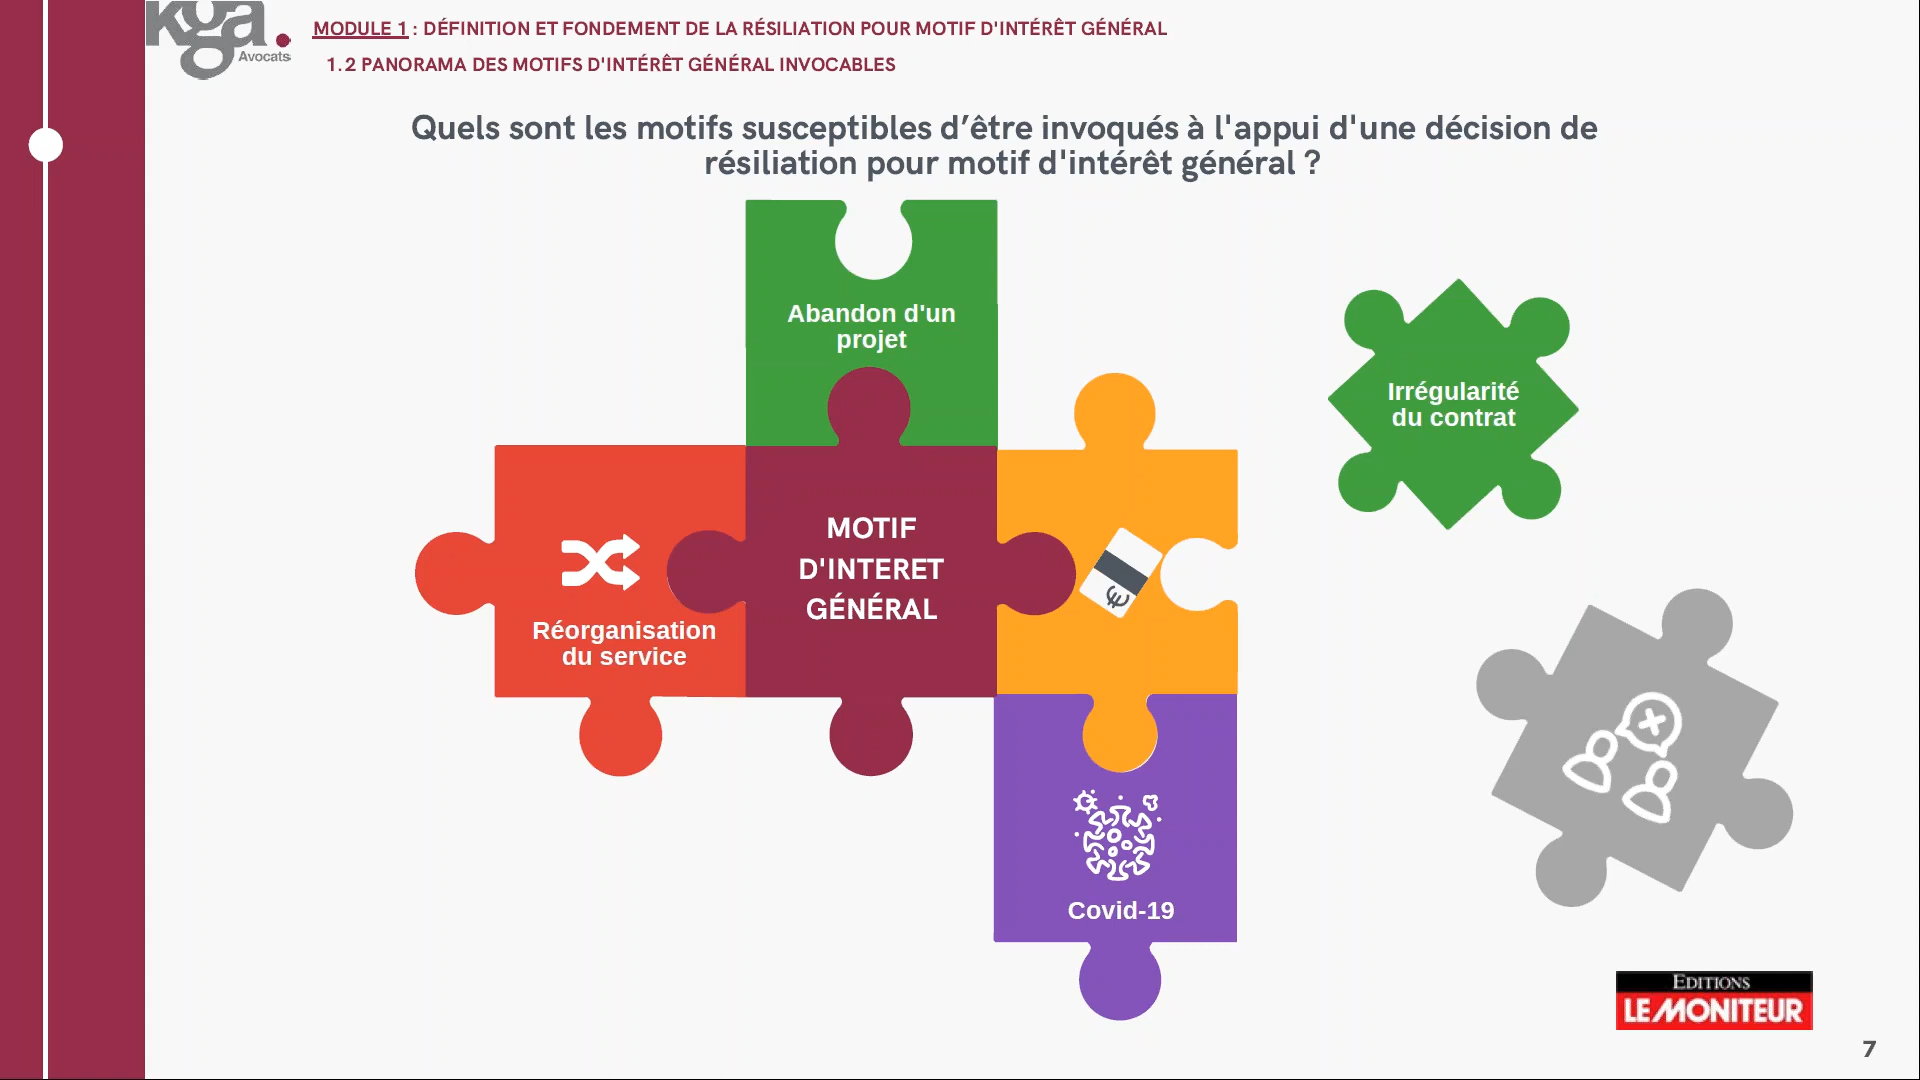 kga.
Avocats
MODULE 1 : DÉFINITION ET FONDEMENT DE LA RÉSILIATION POUR MOTIF D'INTÉRÊT GÉNÉRAL
1.2 PANORAMA DES MOTIFS D'INTÉRÊT GÉNÉRAL INVOCABLES
Quels sont les motifs susceptibles d’être invoqués à l'appui d'une décision de
résiliation pour motif d'intérêt général ?
Abandon d'un
projet
Irrégularité
du contrat
MOTIF
D'INTERET
GÉNÉRAL
€
Réorganisation
du service
Covid-19
EDITIONS
LE MONITEUR
7